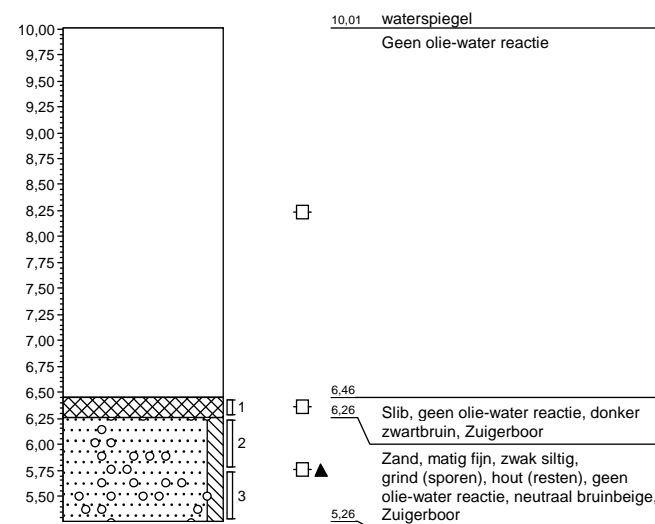 10,01 waterspiegel
Geen olie-water reactie
10,00
9,75
9,50
9,25
9,00
8,75
8,50
8,25
8,00
7,75
7,50
7,25
7,00
6,75
6,50
6,25
6,00
5,75
5,50
1
2
3
6,46
6,26 Slib, geen olie-water reactie, donker
zwartbruin, Zuigerboor
Zand, matig fijn, zwak siltig,
grind (sporen), hout (resten), geen
olie-water reactie, neutraal bruinbeige,
5,26 Zuigerboor